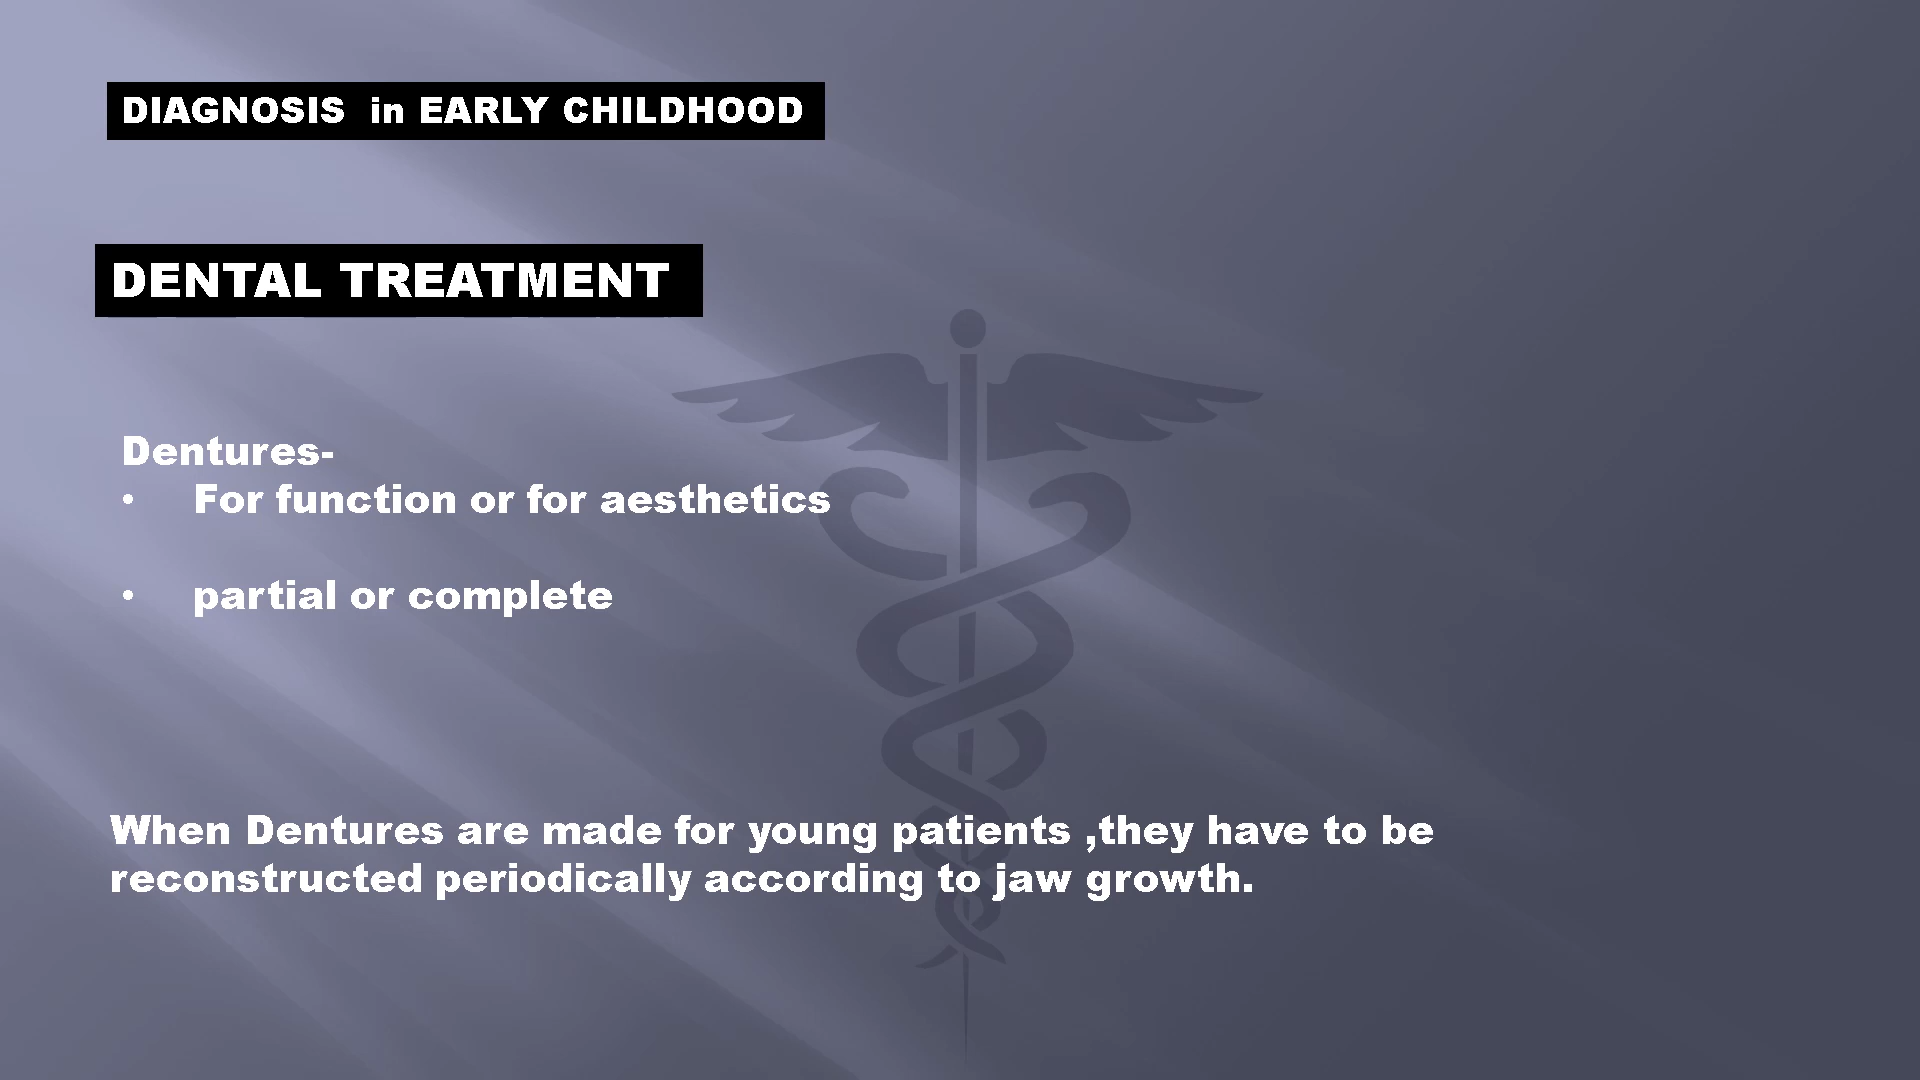 DIAGNOSIS  in EARLY CHILDHOOD
DENTAL TREATMENT
Dentures-
• For function or for aesthetics
• partial or complete
When Dentures are made for young patients ,they have to be
reconstructed periodically according to jaw growth.